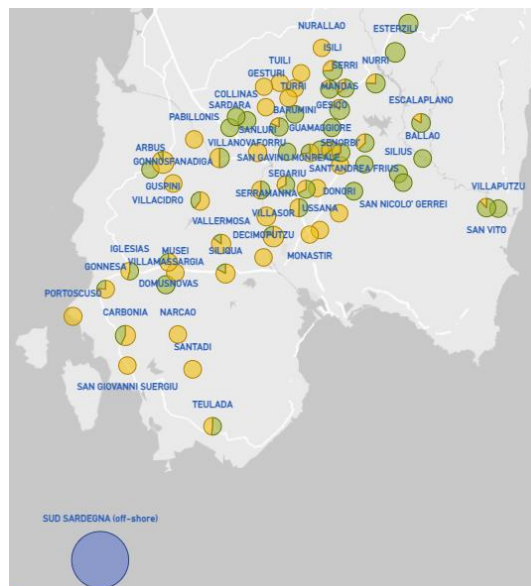 NURALLAO
ESTERZILI
ISILI
TUILI
SERRI
NURRI
GESTURI
TURRI
MANDAS
COLLINAS
ESCALAPLANO
SARDARA
BARUMINI
GESICO
PABILLONIS
SANLURI
GUAMAGGIORE
BALLAO
ARBUS
VILLANOVAFORRU
SENORBI'
SILIUS
GONNOSFANADIGA
SAN GAVINO MONREALE
SANT'ANDREA FRIUS
SEGARIU
GUSPINI
SERRAMANNA
DONORI
VILLAPUTZU
VILLACIDRO
SAN NICOLO' GERREI
VILLASOR
USSANA
VALLERMOSA
SAN VITO
DECIMOPUTZU
IGLESIAS
MUSEI
SILIQUA
VILLAMASSARGIA
MONASTIR
GONNESA
DOMUSNOVAS
PORTOSCUSO
CARBONIA
NARCAO
SANTADI
SAN GIOVANNI SUERGIU
TEULADA
SUD SARDEGNA (off-shore)